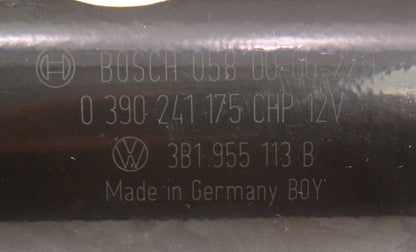 BOSCH 058
0 390 241 175 CHP 12V
3B1 955 113 B
Made in Germany BOY